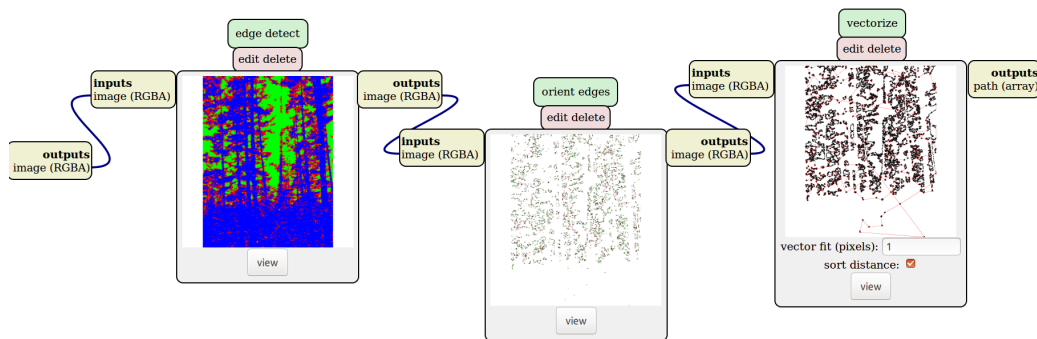 outputs
image (RGBA)
edge detect
edit delete
inputs
image (RGBA)
outputs
image (RGBA)
view
orient edges
edit delete
inputs
image (RGBA)
outputs
image (RGBA)
view
vectorize
edit delete
inputs
image (RGBA)
outputs
path (array)
vector fit (pixels): 1
sort distance:
view